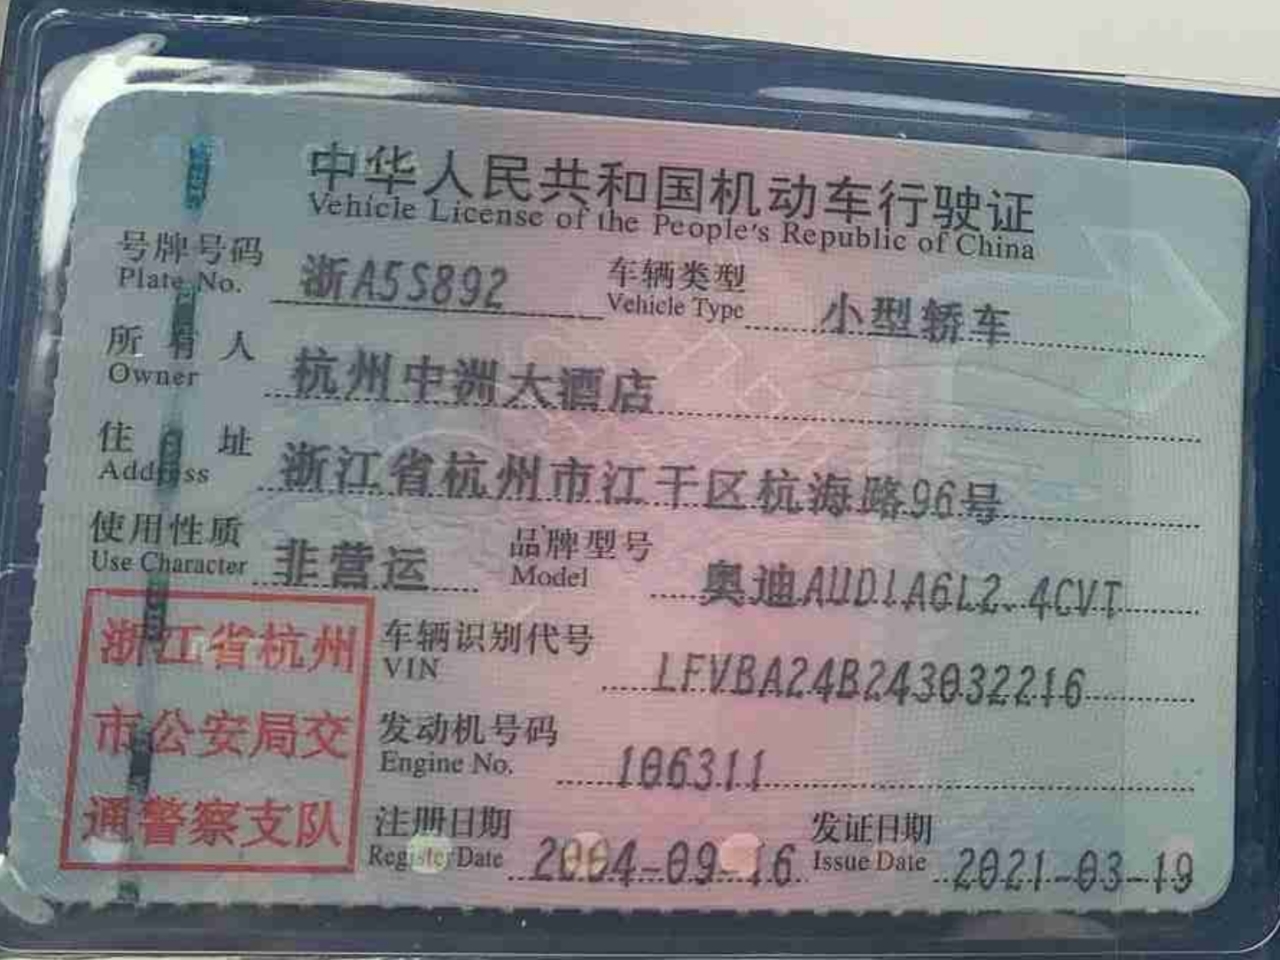 中华人民共和国机动车行驶证
Vehicle License of the People's Republic of China
号牌号码 浙A5S892 车辆类型 小型轿车
Plate No. Vehicle Type
所有人 杭州中洲大酒店
Owner
住址 浙江省杭州市江干区杭海路96号
Address
使用性质 非营运 品牌型号 奥迪AUDIA6L2.4CVT
Use Character Model
浙江省杭州
市公安局交
通警察支队
车辆识别代号 LFVBA24B243032216
VIN
发动机号码 106311
Engine No.
注册日期 2004-09-16 发证日期 2021-03-19
Register Date Issue Date